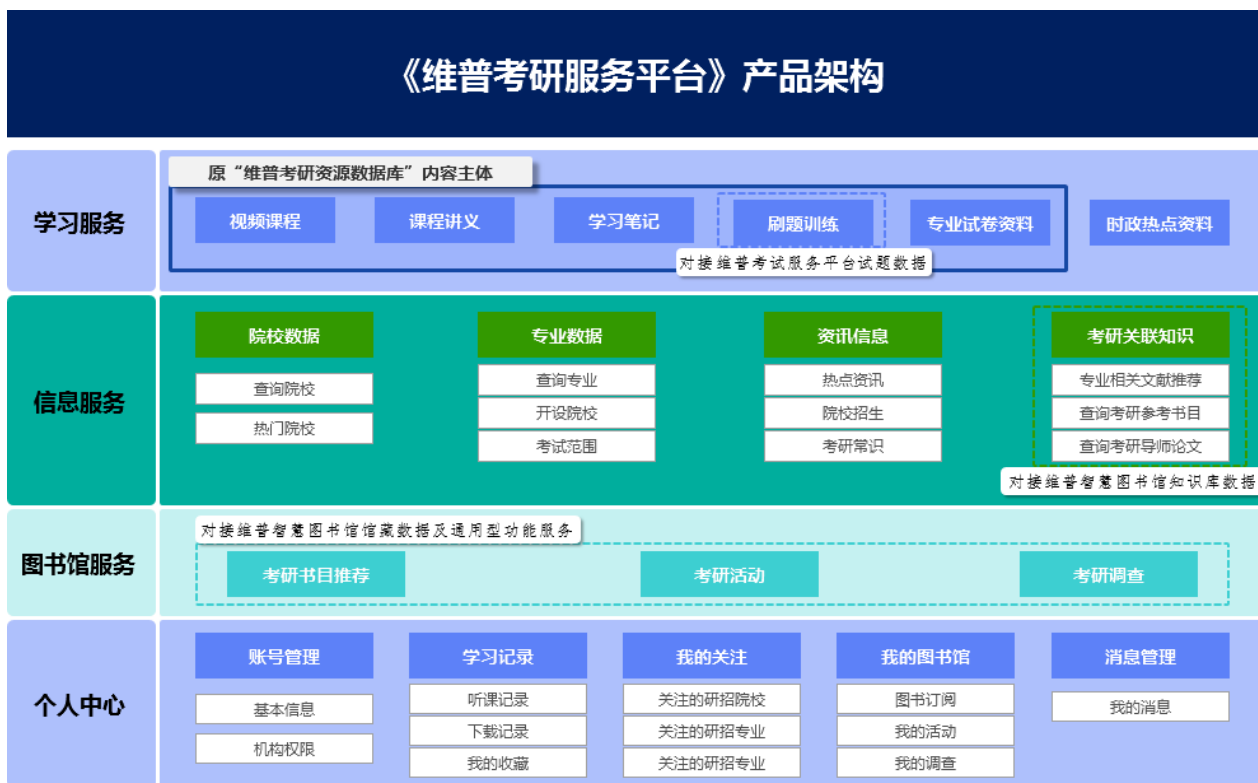 《维普考研服务平台》产品架构
学习服务
原“维普考研资源数据库”内容主体
视频课程 课程讲义 学习笔记 刷题训练 专业试卷资料 时政热点资料
对接维普考试服务平台试题数据
信息服务
院校数据 专业数据 资讯信息 考研关联知识
查询院校 查询专业 热点资讯 专业相关文献推荐
热门院校 开设院校 院校招生 查询考研参考书目
考试范围 考研常识 查询考研导师论文
对接维普智慧图书馆知识库数据
图书馆服务
对接维普智慧图书馆馆藏数据及通用型功能服务
考研书目推荐 考研活动 考研调查
个人中心
账号管理 学习记录 我的关注 我的图书馆 消息管理
基本信息 听课记录 关注的研招院校 图书订阅 我的消息
机构权限 下载记录 关注的研招专业 我的活动
我的收藏 关注的研招专业 我的调查